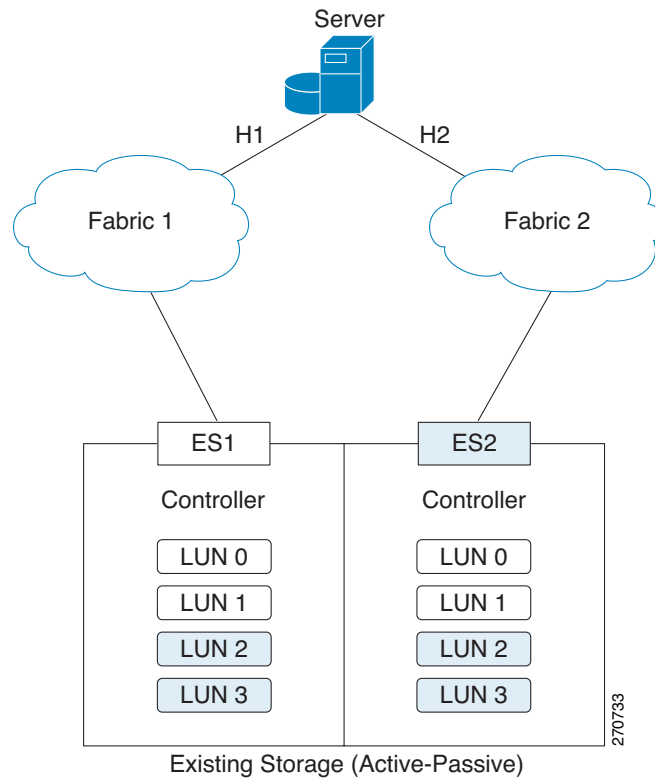 Server
H1
H2
Fabric 1
Fabric 2
ES1
ES2
Controller
Controller
LUN 0
LUN 0
LUN 1
LUN 1
LUN 2
LUN 2
LUN 3
LUN 3
270733
Existing Storage (Active-Passive)